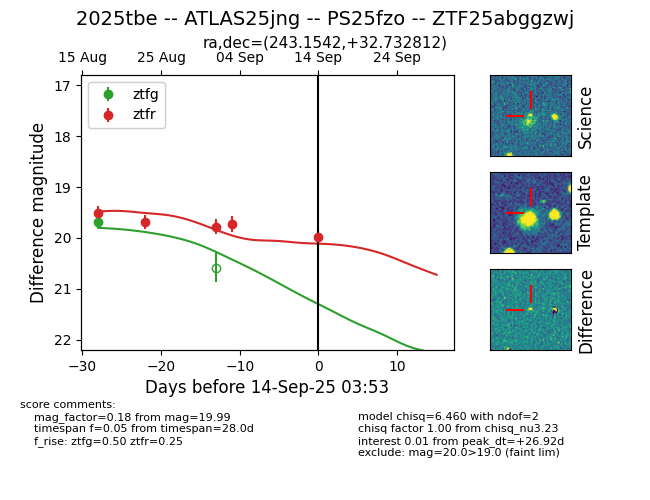 2025tbe -- ATLAS25jng -- PS25fzo -- ZTF25abggzwj
ra,dec=(243.1542,+32.732812)
15 Aug 25 Aug 04 Sep 14 Sep 24 Sep
17
18
19
20
21
22
Difference magnitude
ztfg
ztfr
−30 −20 −10 0 10
Days before 14-Sep-25 03:53
Science
Template
Difference
score comments:
mag_factor=0.18 from mag=19.99
timespan f=0.05 from timespan=28.0d
f_rise: ztfg=0.50 ztfr=0.25
model chisq=6.460 with ndof=2
chisq factor 1.00 from chisq_nu3.23
interest 0.01 from peak_dt=+26.92d
exclude: mag=20.0>19.0 (faint lim)